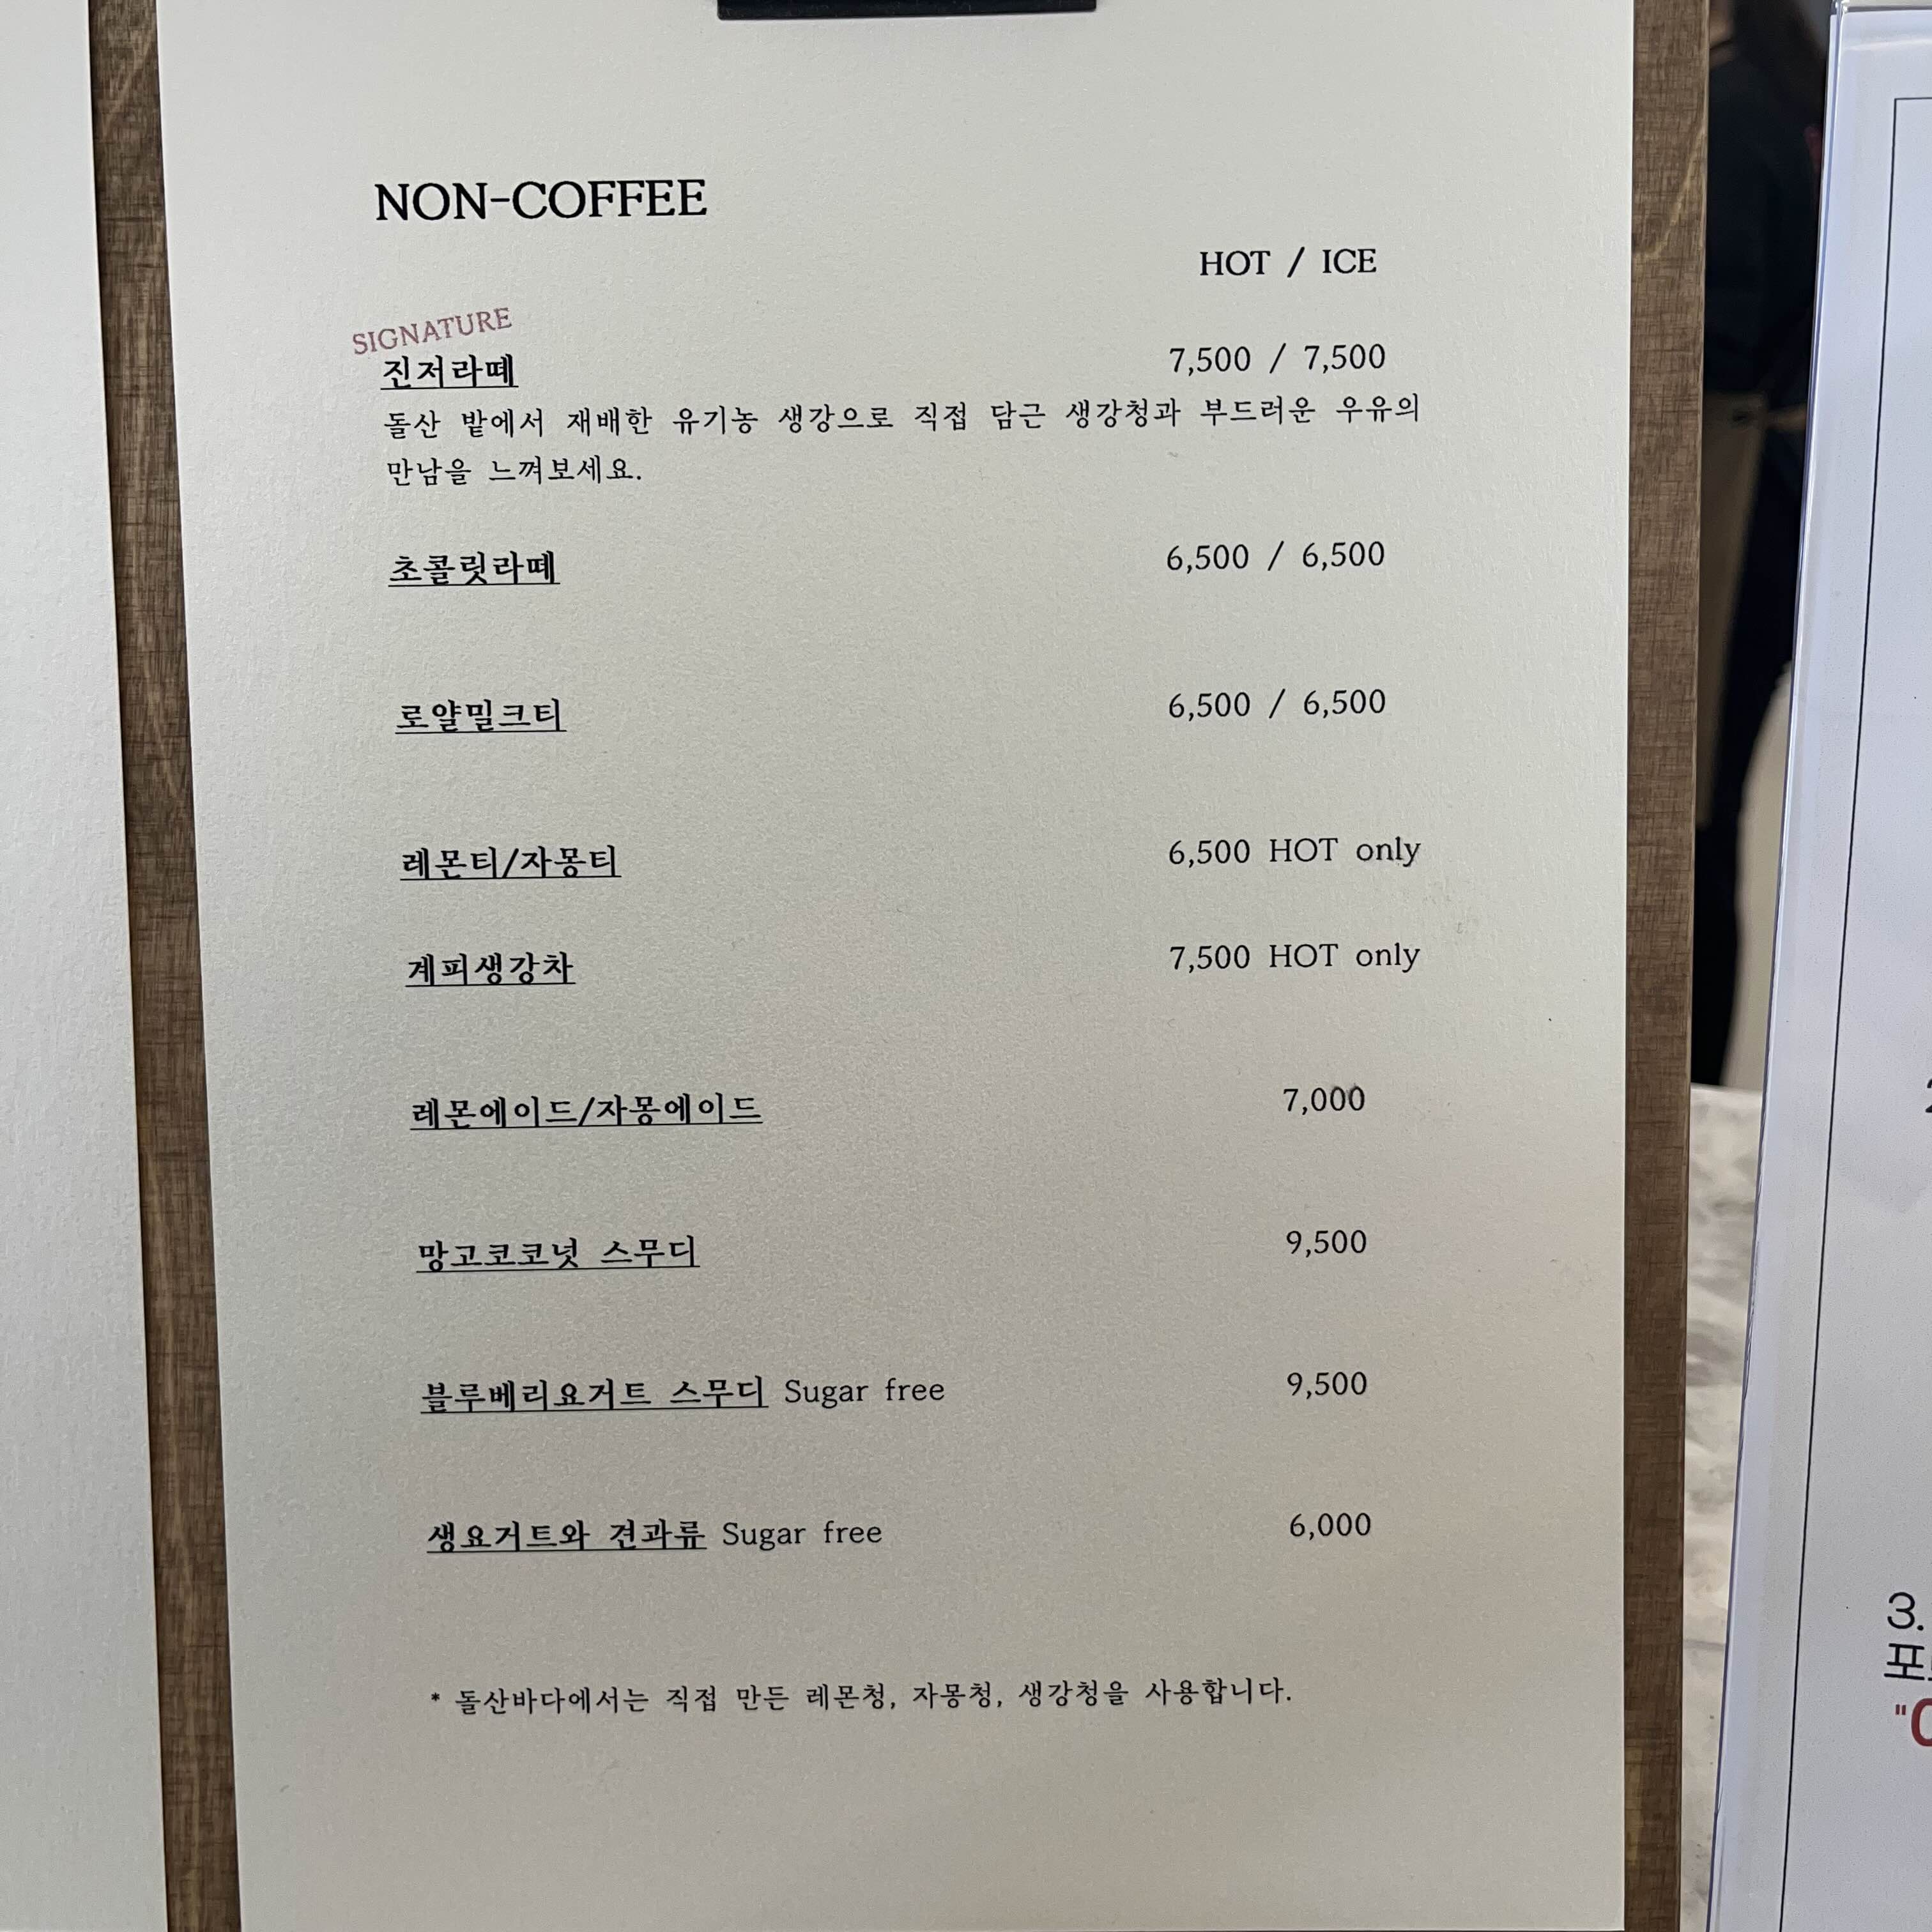 NON-COFFEE
HOT / ICE
SIGNATURE
진저라떼 7,500 / 7,500
돌산 밭에서 재배한 유기농 생강으로 직접 담근 생강청과 부드러운 우유의
만남을 느껴보세요.
초콜릿라떼 6,500 / 6,500
로얄밀크티 6,500 / 6,500
레몬티/자몽티 6,500 HOT only
계피생강차 7,500 HOT only
레몬에이드/자몽에이드 7,000
망고코코넛 스무디 9,500
블루베리요거트 스무디 Sugar free 9,500
생요거트와 견과류 Sugar free 6,000
* 돌산바다에서는 직접 만든 레몬청, 자몽청, 생강청을 사용합니다.
3.